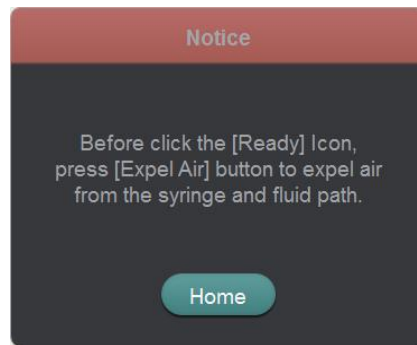 Notice
Before click the [Ready] Icon,
press [Expel Air] button to expel air
from the syringe and fluid path.
Home